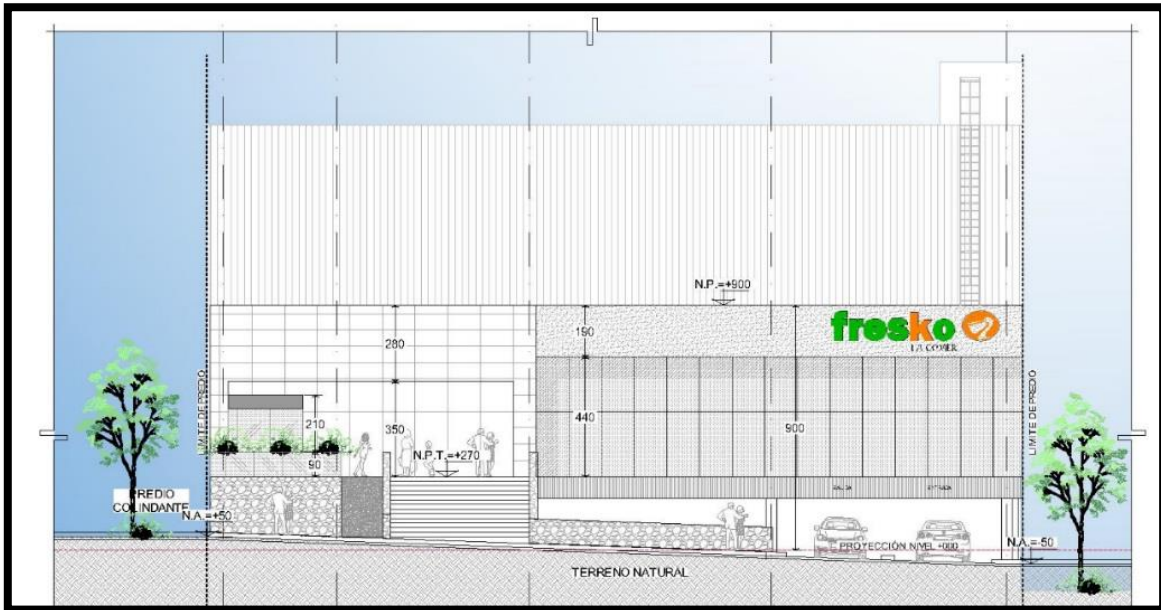 N.P.=+900
fresko
LA COMER
190
280
LIMITE DE PREDIO
LIMITE DE PREDIO
210
350
440
900
90
N.P.T.=+270
PREDIO
COLINDANTE
N.A.=+50
SALIDA
ENTRADA
PROYECCIÓN NIVEL +000
N.A.=-50
TERRENO NATURAL